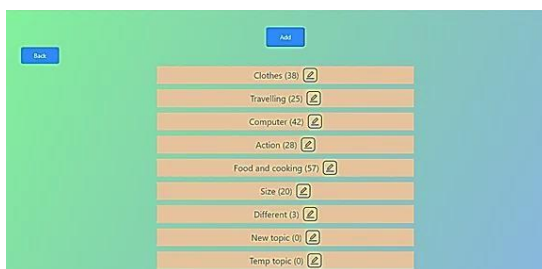 Add
Back
Clothes (38)
Travelling (25)
Computer (42)
Action (28)
Food and cooking (57)
Size (20)
Different (3)
New topic (0)
Temp topic (0)